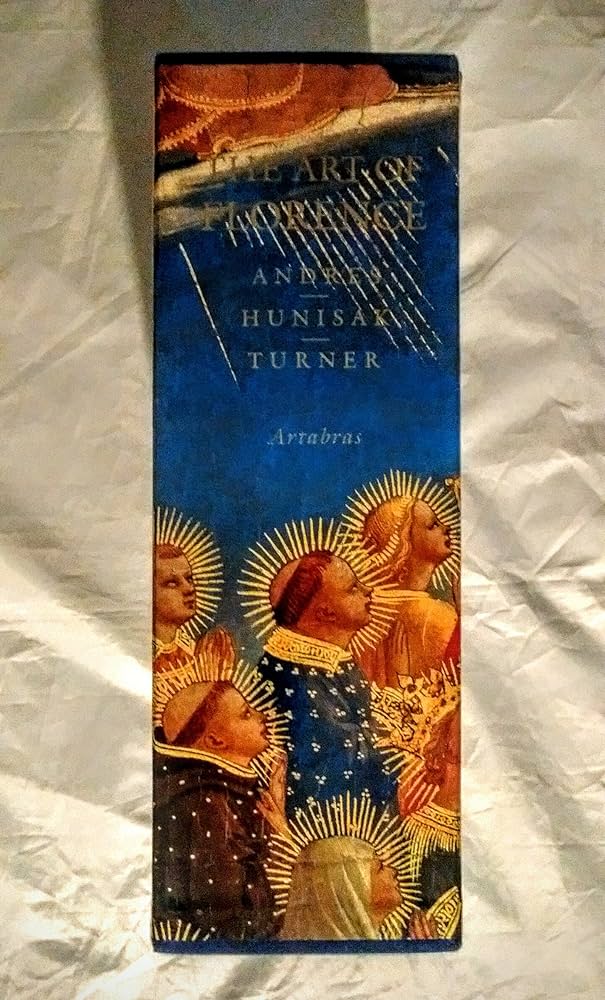 THE ART OF
FLORENCE
ANDRES
HUNISAK
TURNER
Artabras